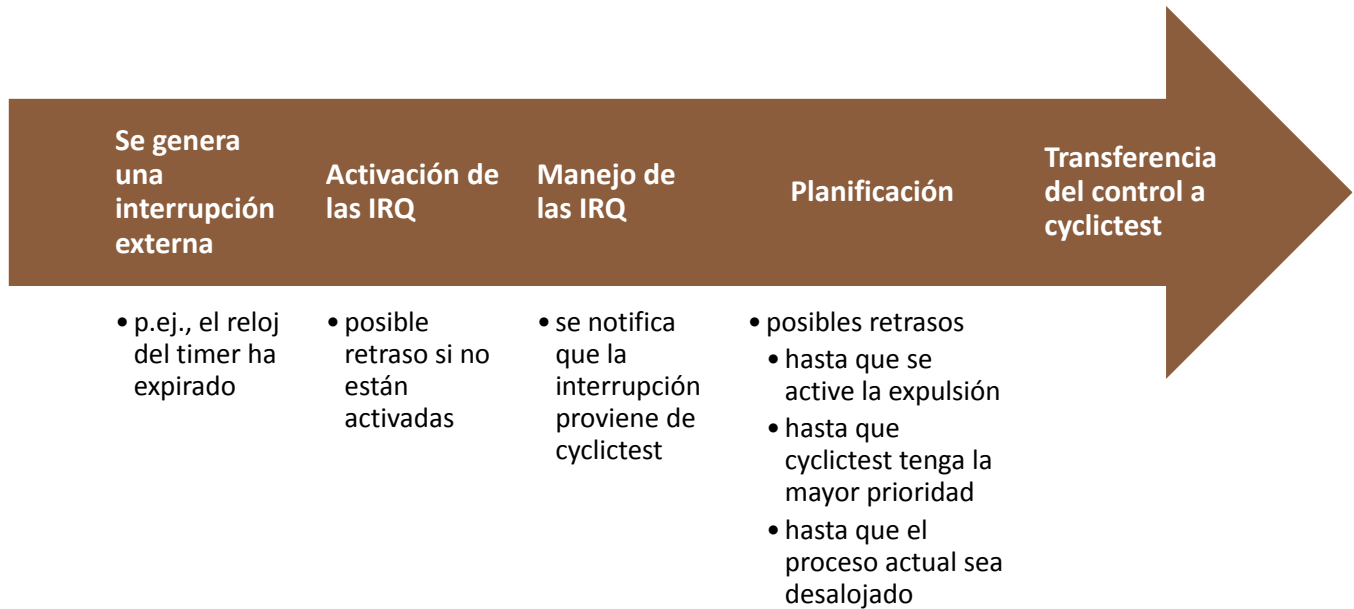 Se genera
una
interrupción
externa
Activación de
las IRQ
Manejo de
las IRQ
Planificación
Transferencia
del control a
cyclictest
• p.ej., el reloj
del timer ha
expirado
• posible
retraso si no
están
activadas
• se notifica
que la
interrupción
proviene de
cyclictest
• posibles retrasos
• hasta que se
active la expulsión
• hasta que
cyclictest tenga la
mayor prioridad
• hasta que el
proceso actual sea
desalojado